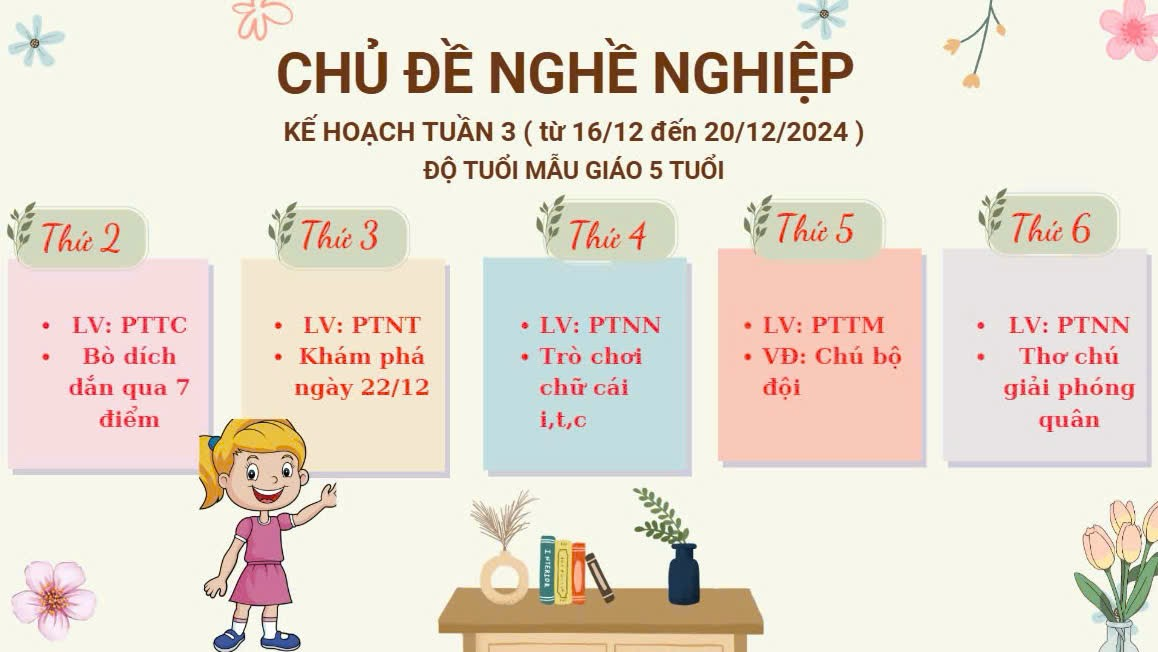 CHỦ ĐỀ NGHỀ NGHIỆP
KẾ HOẠCH TUẦN 3 ( từ 16/12 đến 20/12/2024 )
ĐỘ TUỔI MẪU GIÁO 5 TUỔI
Thứ 2
• LV: PTTC
• Bò dích
dắn qua 7
điểm
Thứ 3
• LV: PTNT
• Khám phá
ngày 22/12
Thứ 4
• LV: PTNN
• Trò chơi
chữ cái
i,t,c
Thứ 5
• LV: PTTM
• VĐ: Chú bộ
đội
Thứ 6
• LV: PTNN
• Thơ chú
giải phóng
quân
INTERIOR